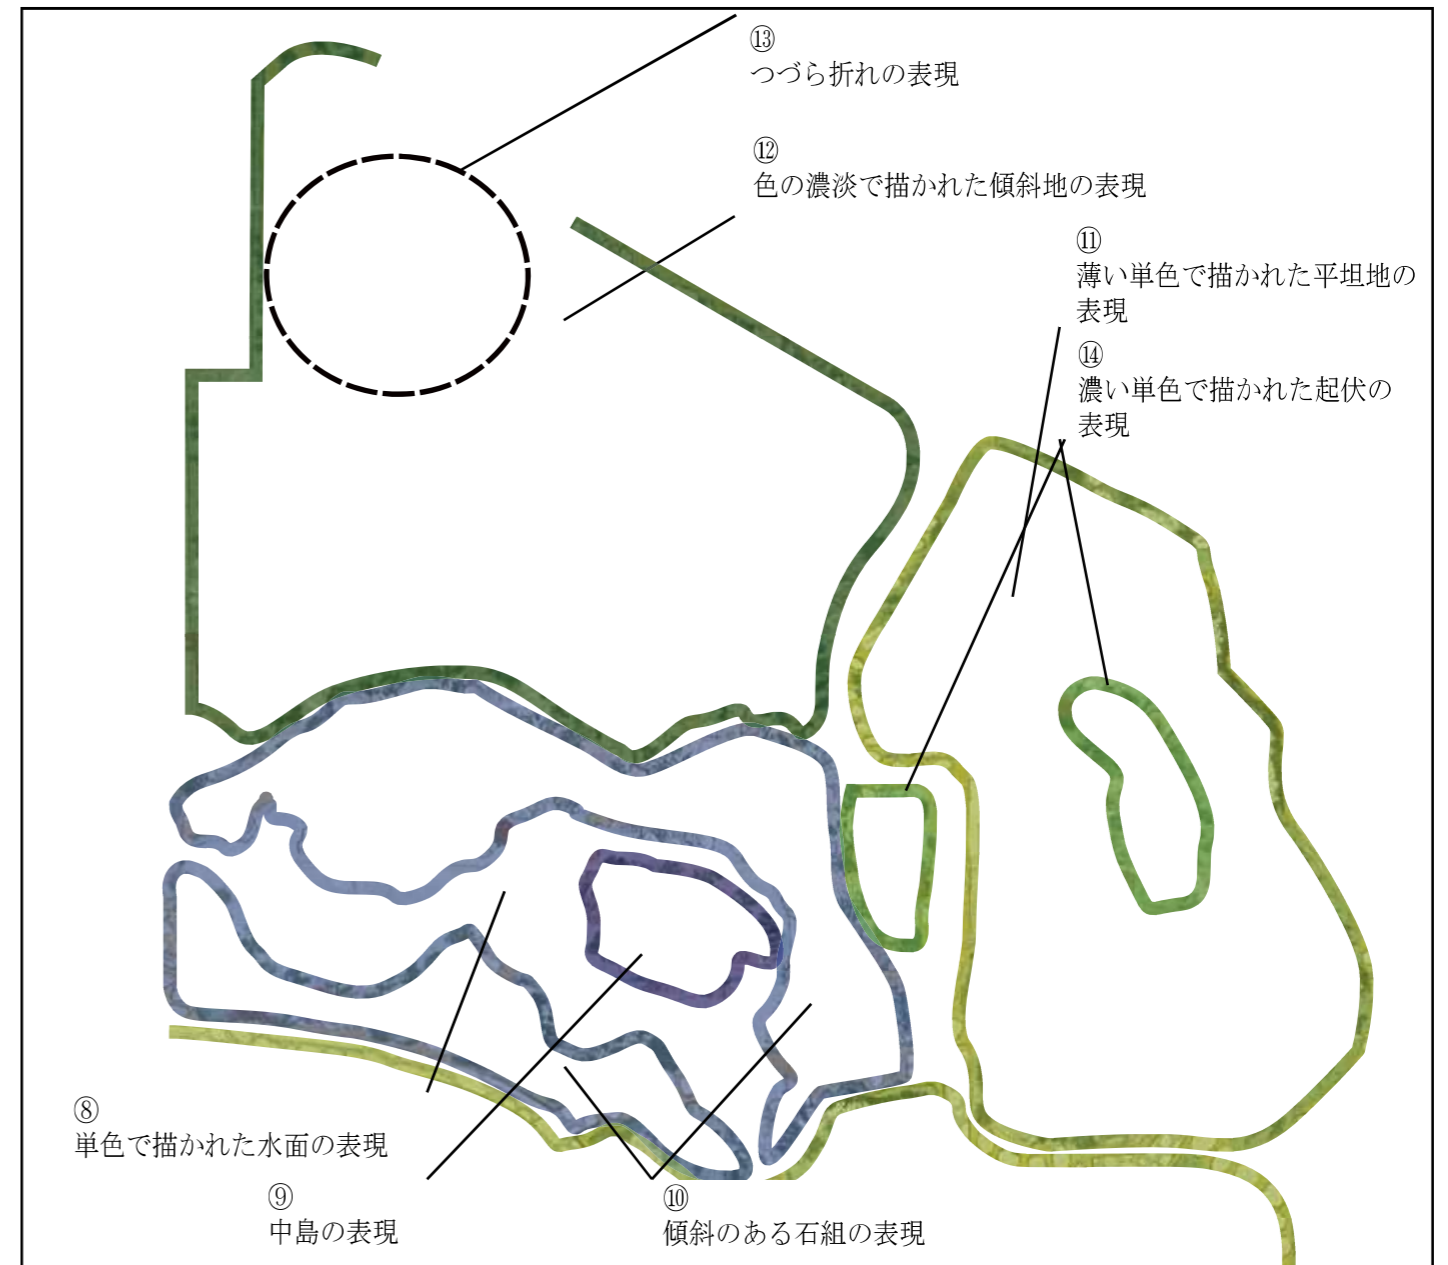 ⑬
つづら折れの表現
⑫
色の濃淡で描かれた傾斜地の表現
⑪
薄い単色で描かれた平坦地の
表現
⑭
濃い単色で描かれた起伏の
表現
⑧
単色で描かれた水面の表現
⑨
中島の表現
⑩
傾斜のある石組の表現